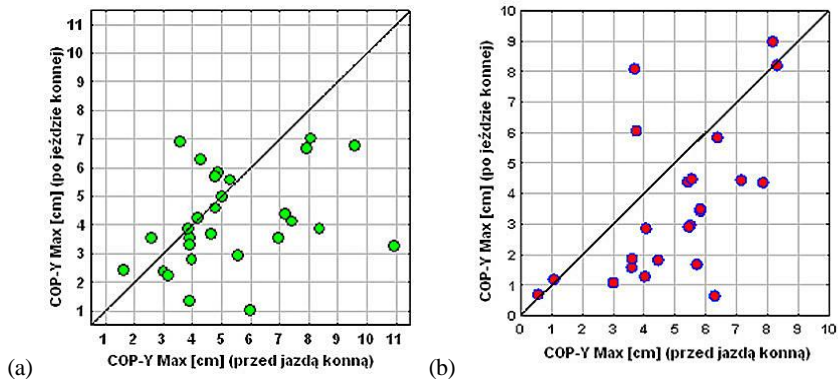 11
10
9
8
7
6
5
4
3
2
1
COP-Y Max [cm] (po jeździe konnej)
1 2 3 4 5 6 7 8 9 10 11
COP-Y Max [cm] (przed jazdą konną)
(a)
10
9
8
7
6
5
4
3
2
1
0
COP-Y Max [cm] (po jeździe konnej)
0 1 2 3 4 5 6 7 8 9 10
COP-Y Max [cm] (przed jazdą konną)
(b)